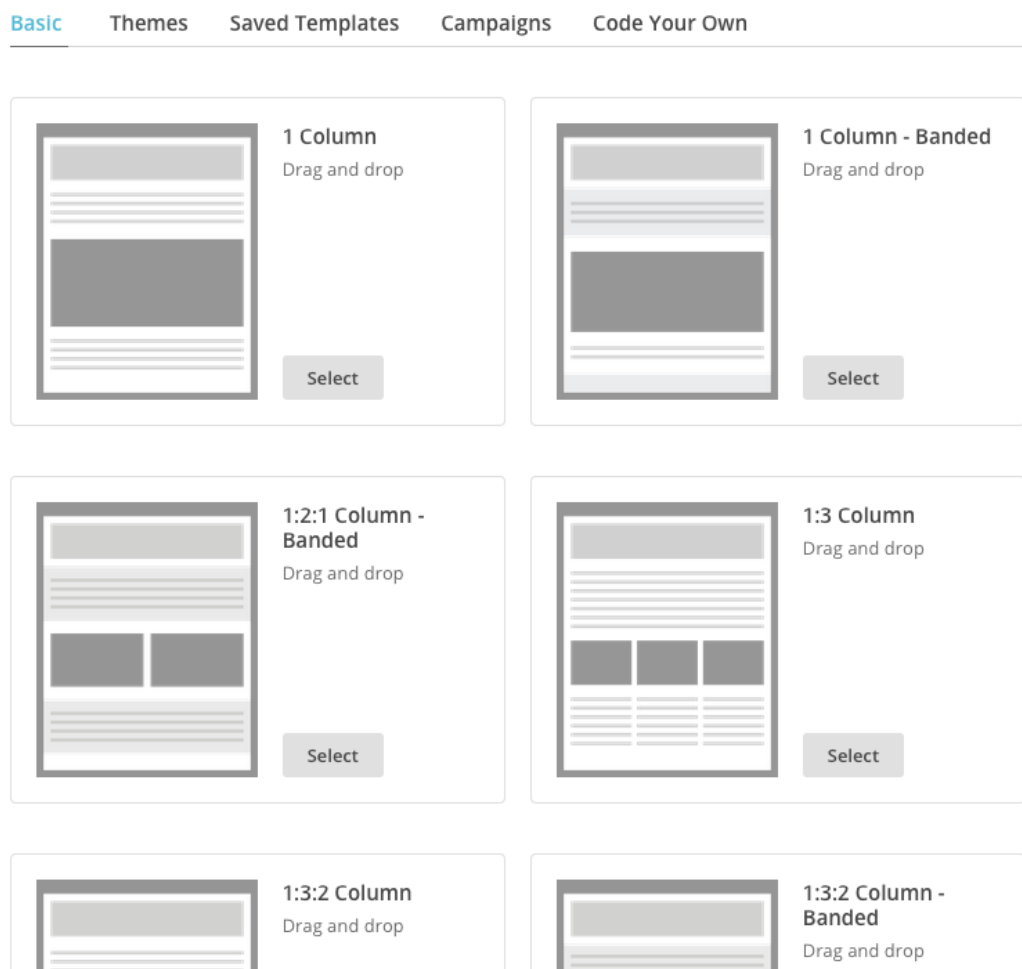 Basic Themes Saved Templates Campaigns Code Your Own
1 Column
Drag and drop
Select
1 Column - Banded
Drag and drop
Select
1:2:1 Column -
Banded
Drag and drop
Select
1:3 Column
Drag and drop
Select
1:3:2 Column
Drag and drop
1:3:2 Column -
Banded
Drag and drop